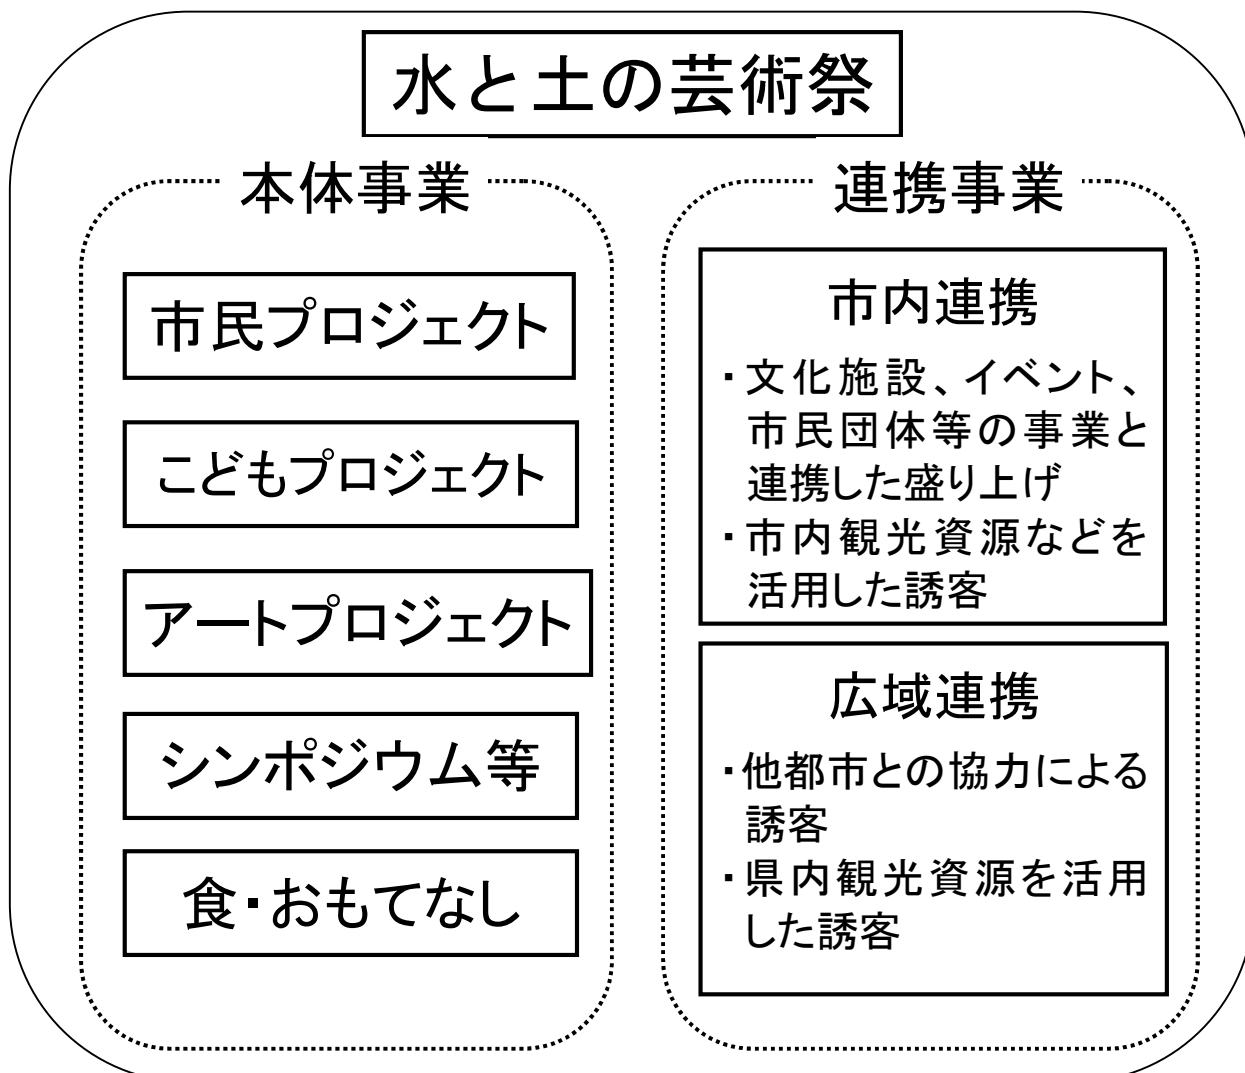 水と土の芸術祭
本体事業
市民プロジェクト
こどもプロジェクト
アートプロジェクト
シンポジウム等
食・おもてなし
連携事業
市内連携
・文化施設、イベント、
市民団体等の事業と
連携した盛り上げ
・市内観光資源などを
活用した誘客
広域連携
・他都市との協力による
誘客
・県内観光資源を活用
した誘客